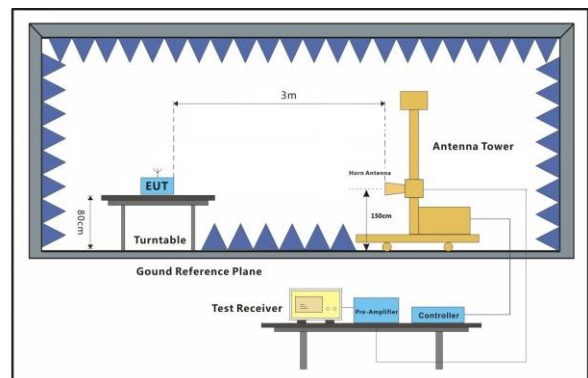 3m
Antenna Tower
Horn Antenna
EUT
150cm
80cm
Turntable
Gound Reference Plane
Test Receiver
Pre-Amplifier
Controller